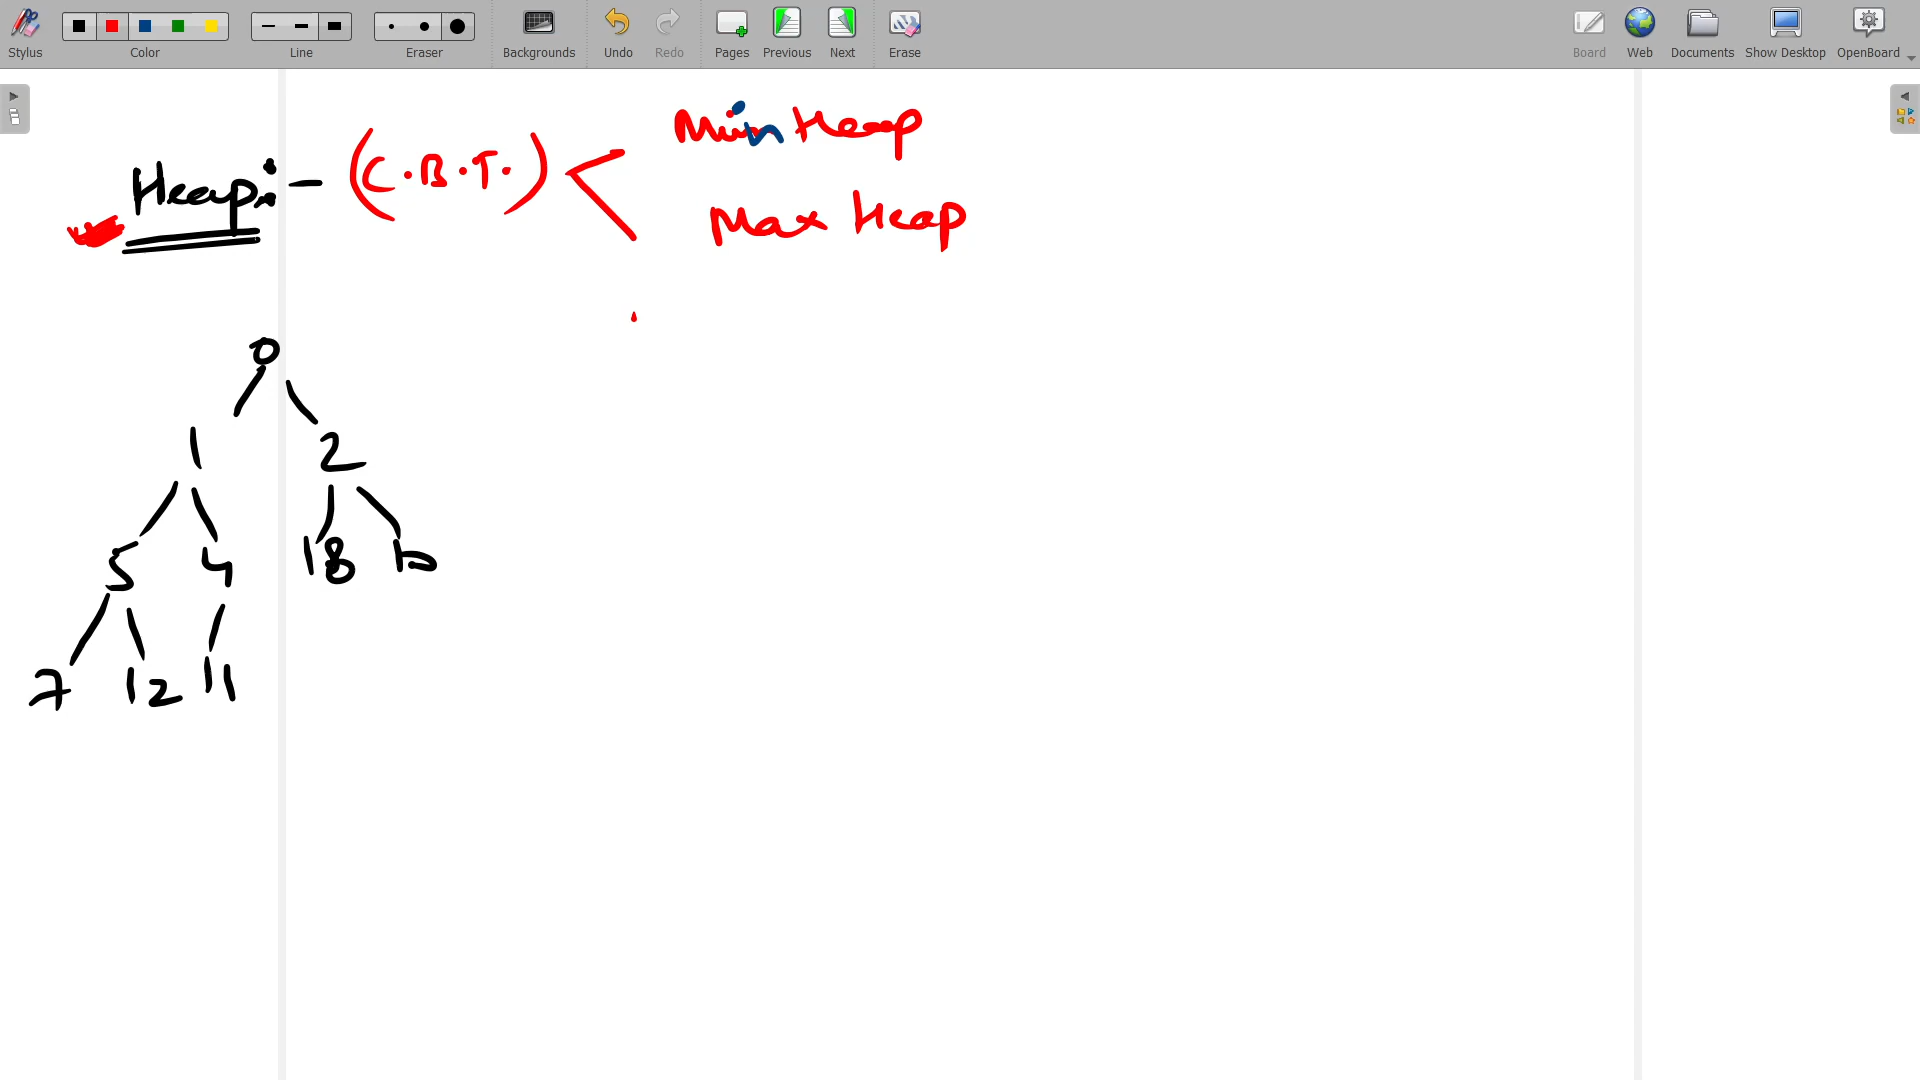 Stylus Color Line Eraser Backgrounds Undo Redo Pages Previous Next Erase Board Web Documents Show Desktop OpenBoard
Min Heap
Heap:- (C.B.T.)
Max Heap
0
1 2
5 4 18 10
7 12 11